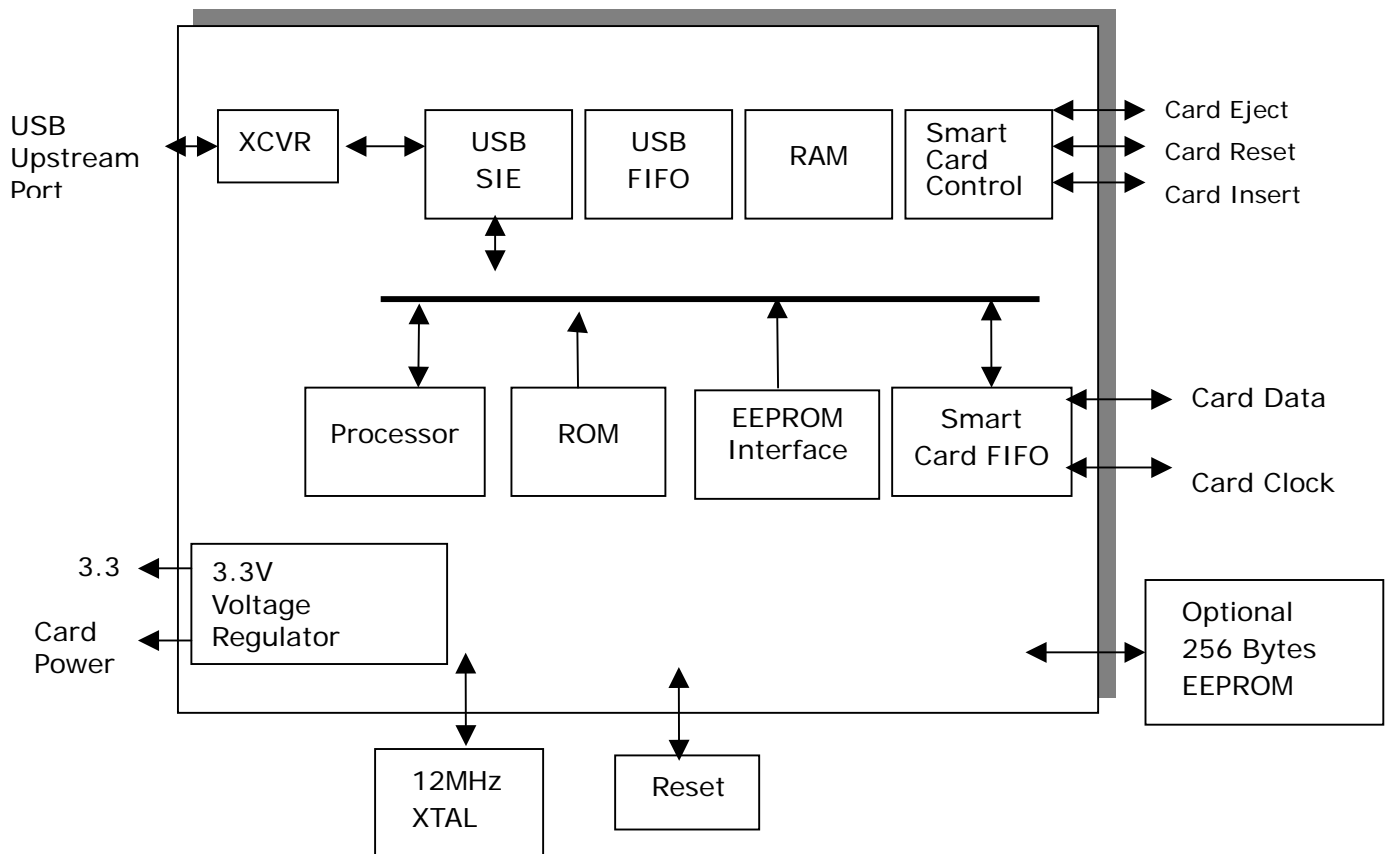 USB
Upstream
Port
XCVR
USB
SIE
USB
FIFO
RAM
Smart
Card
Control
Card Eject
Card Reset
Card Insert
Processor
ROM
EEPROM
Interface
Smart
Card FIFO
Card Data
Card Clock
3.3
Card
Power
3.3V
Voltage
Regulator
Optional
256 Bytes
EEPROM
12MHz
XTAL
Reset